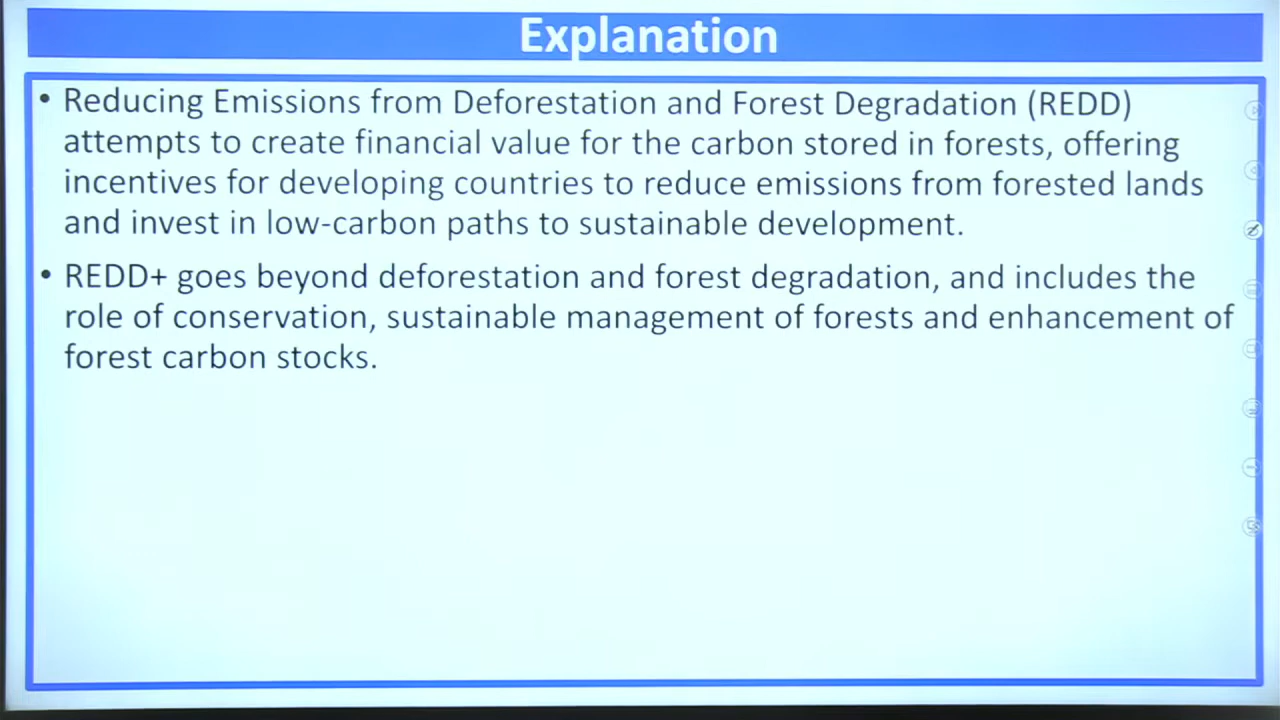 Explanation
• Reducing Emissions from Deforestation and Forest Degradation (REDD)
attempts to create financial value for the carbon stored in forests, offering
incentives for developing countries to reduce emissions from forested lands
and invest in low-carbon paths to sustainable development.
• REDD+ goes beyond deforestation and forest degradation, and includes the
role of conservation, sustainable management of forests and enhancement of
forest carbon stocks.